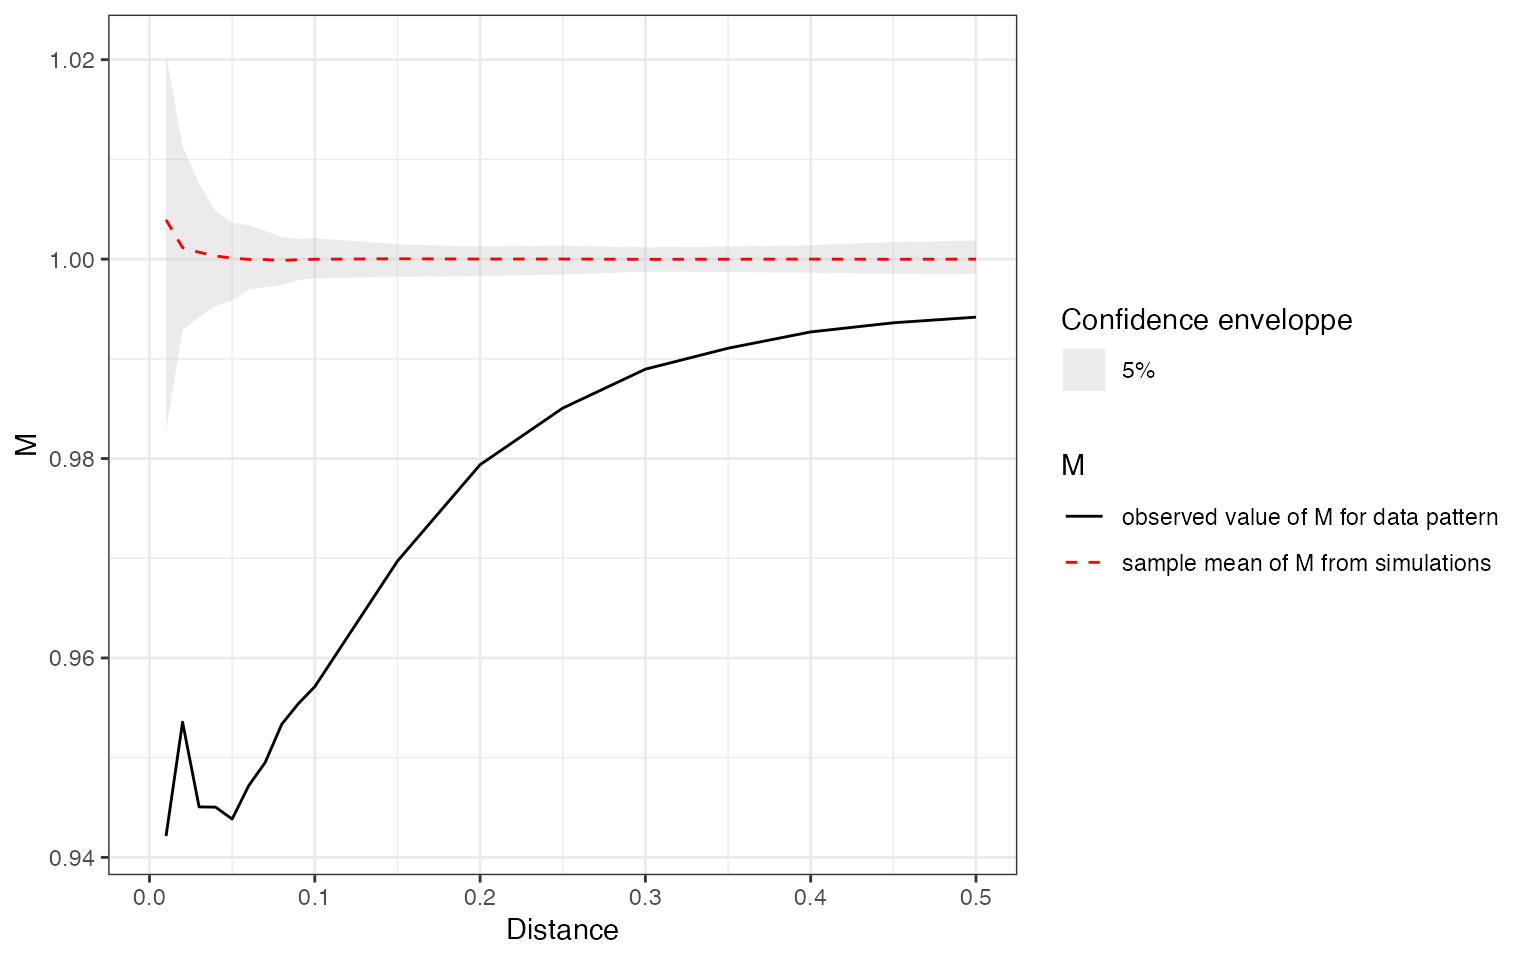 1.02
1.00
0.98
0.96
0.94
M
0.0 0.1 0.2 0.3 0.4 0.5
Distance
Confidence enveloppe
5%
M
observed value of M for data pattern
sample mean of M from simulations